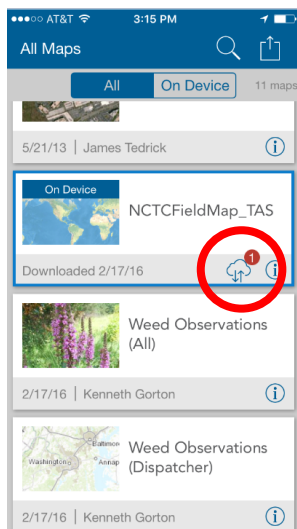 AT&T 3:15 PM
All Maps
All On Device 11 maps
5/21/13 | James Tedrick
On Device
NCTCFieldMap_TAS
Downloaded 2/17/16
1
Weed Observations
(All)
2/17/16 | Kenneth Gorton
Baltimore
Washington
Annap
Weed Observations
(Dispatcher)
2/17/16 | Kenneth Gorton